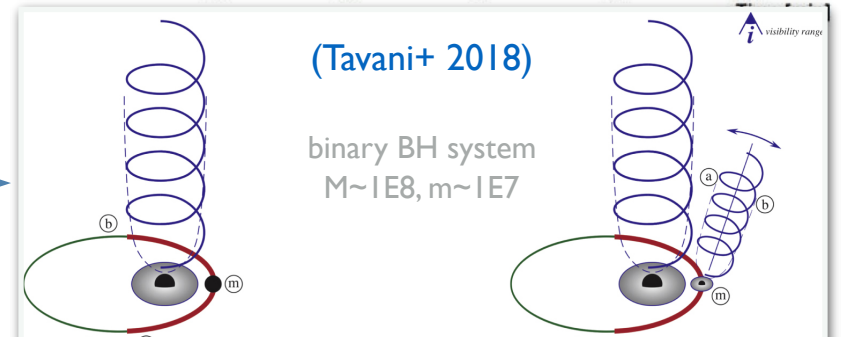 i visibility range
(Tavani+ 2018)
binary BH system
M~1E8, m~1E7
a
b
b
m
m